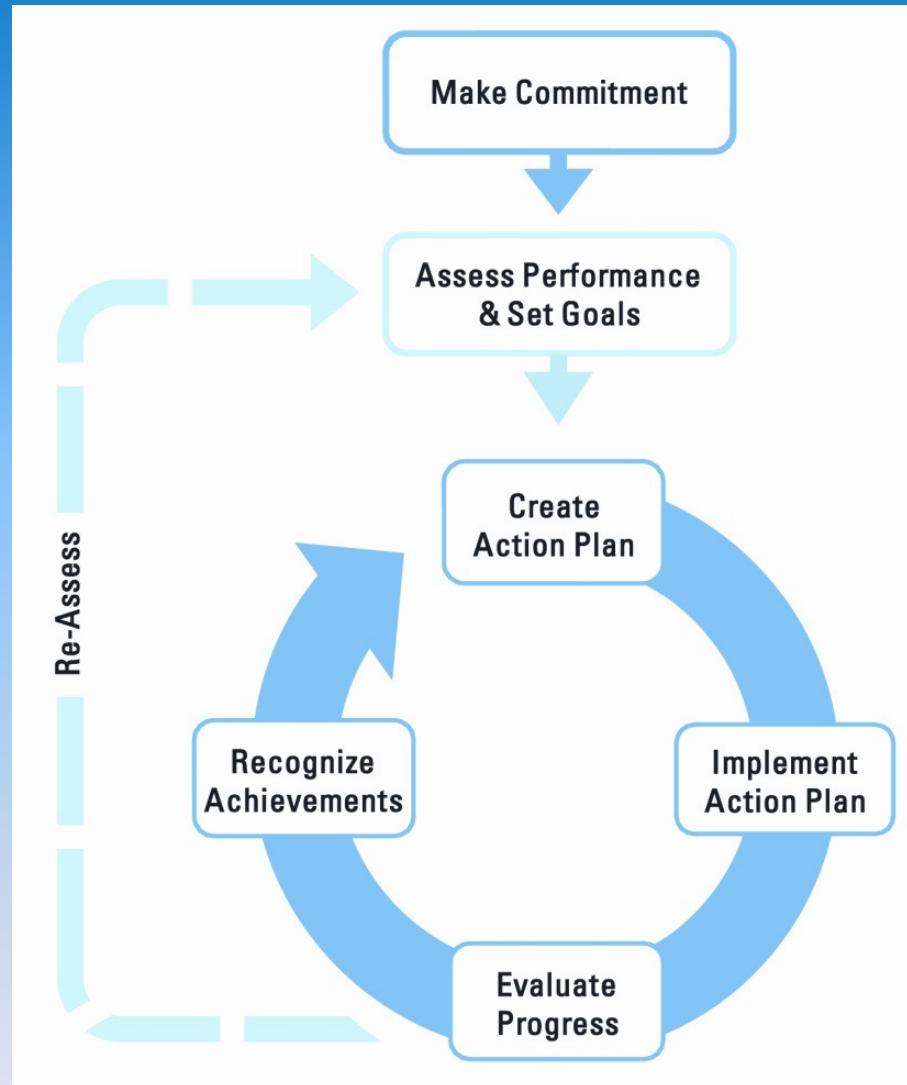 Make Commitment
Assess Performance
& Set Goals
Create
Action Plan
Re-Assess
Recognize
Achievements
Implement
Action Plan
Evaluate
Progress